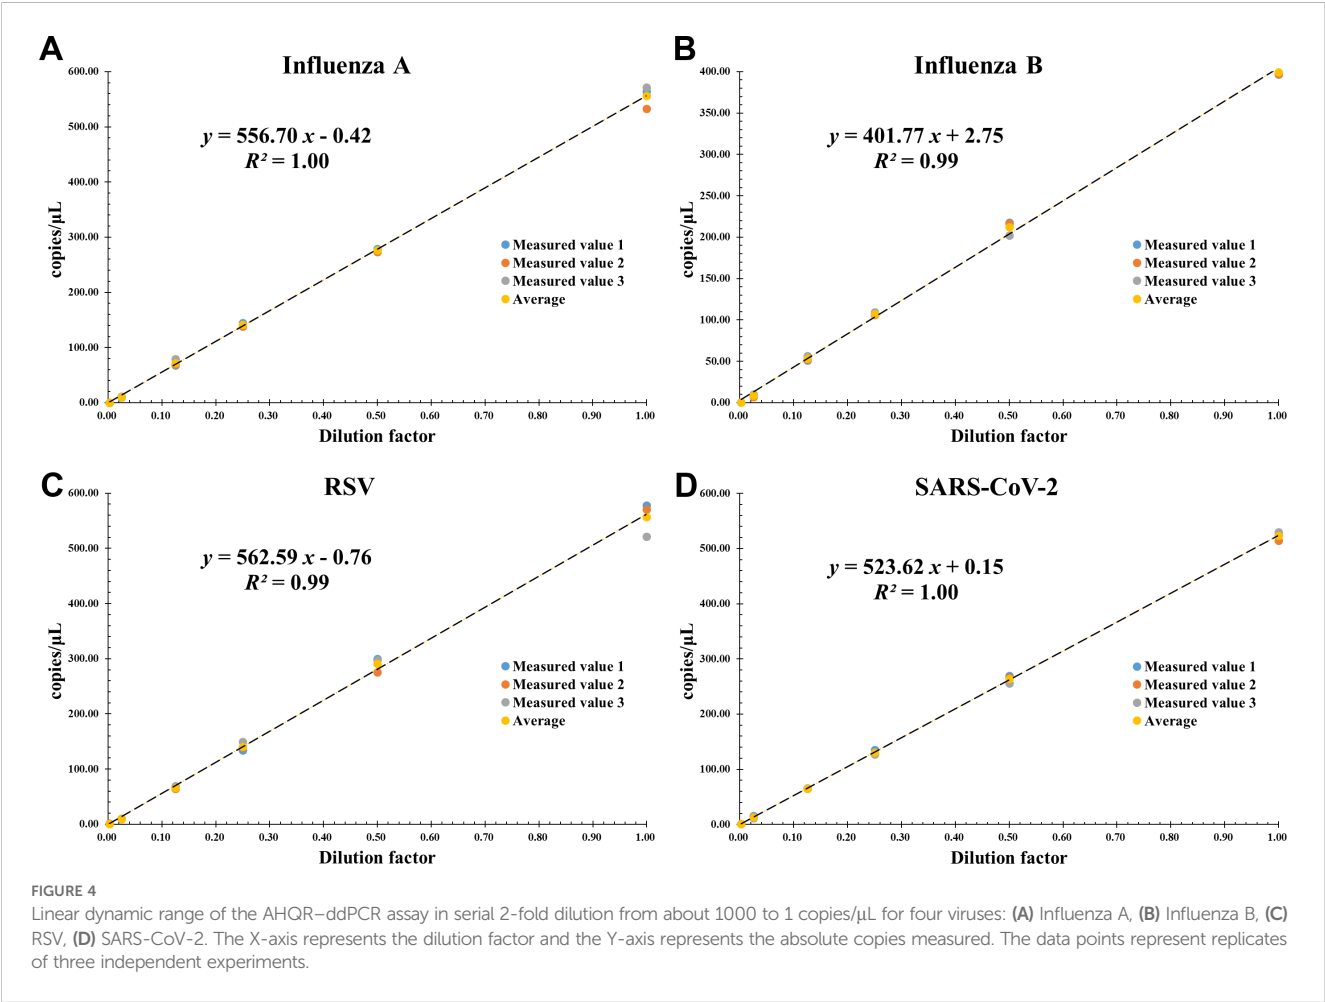 A
Influenza A
600.00
500.00
400.00
300.00
200.00
100.00
0.00
copies/µL
y = 556.70 x - 0.42
R² = 1.00
Measured value 1
Measured value 2
Measured value 3
Average
0.00 0.10 0.20 0.30 0.40 0.50 0.60 0.70 0.80 0.90 1.00
Dilution factor
B
Influenza B
400.00
350.00
300.00
250.00
200.00
150.00
100.00
50.00
0.00
copies/µL
y = 401.77 x + 2.75
R² = 0.99
Measured value 1
Measured value 2
Measured value 3
Average
0.00 0.10 0.20 0.30 0.40 0.50 0.60 0.70 0.80 0.90 1.00
Dilution factor
C
RSV
600.00
500.00
400.00
300.00
200.00
100.00
0.00
copies/µL
y = 562.59 x - 0.76
R² = 0.99
Measured value 1
Measured value 2
Measured value 3
Average
0.00 0.10 0.20 0.30 0.40 0.50 0.60 0.70 0.80 0.90 1.00
Dilution factor
D
SARS-CoV-2
600.00
500.00
400.00
300.00
200.00
100.00
0.00
copies/µL
y = 523.62 x + 0.15
R² = 1.00
Measured value 1
Measured value 2
Measured value 3
Average
0.00 0.10 0.20 0.30 0.40 0.50 0.60 0.70 0.80 0.90 1.00
Dilution factor
FIGURE 4
Linear dynamic range of the AHQR–ddPCR assay in serial 2-fold dilution from about 1000 to 1 copies/µL for four viruses: (A) Influenza A, (B) Influenza B, (C)
RSV, (D) SARS-CoV-2. The X-axis represents the dilution factor and the Y-axis represents the absolute copies measured. The data points represent replicates
of three independent experiments.